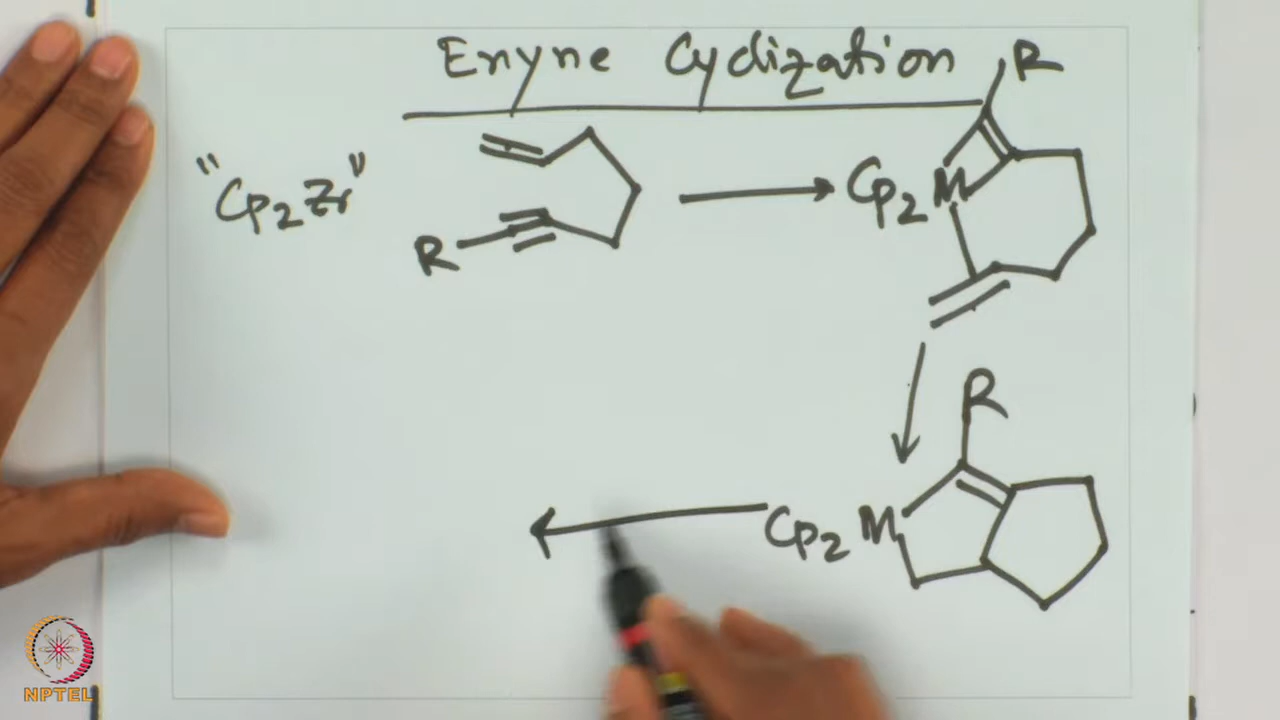 Enyne Cyclization
"Cp2Zr"
R
Cp2M
R
R
Cp2M
NPTEL